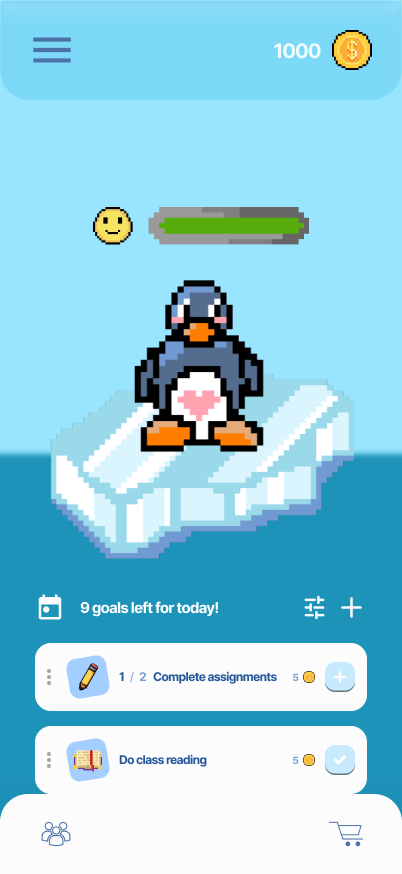 1000
9 goals left for today!
1 / 2 Complete assignments 5
Do class reading 5